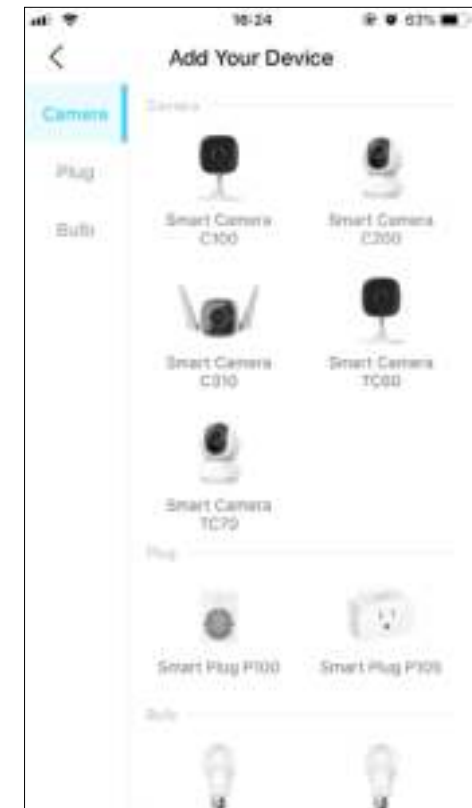 16:24
63%
Add Your Device
Camera
Plug
Bulb
Camera
Smart Camera
C100
Smart Camera
C200
Smart Camera
C310
Smart Camera
TC60
Smart Camera
TC70
Plug
Smart Plug P100
Smart Plug P105
Bulb